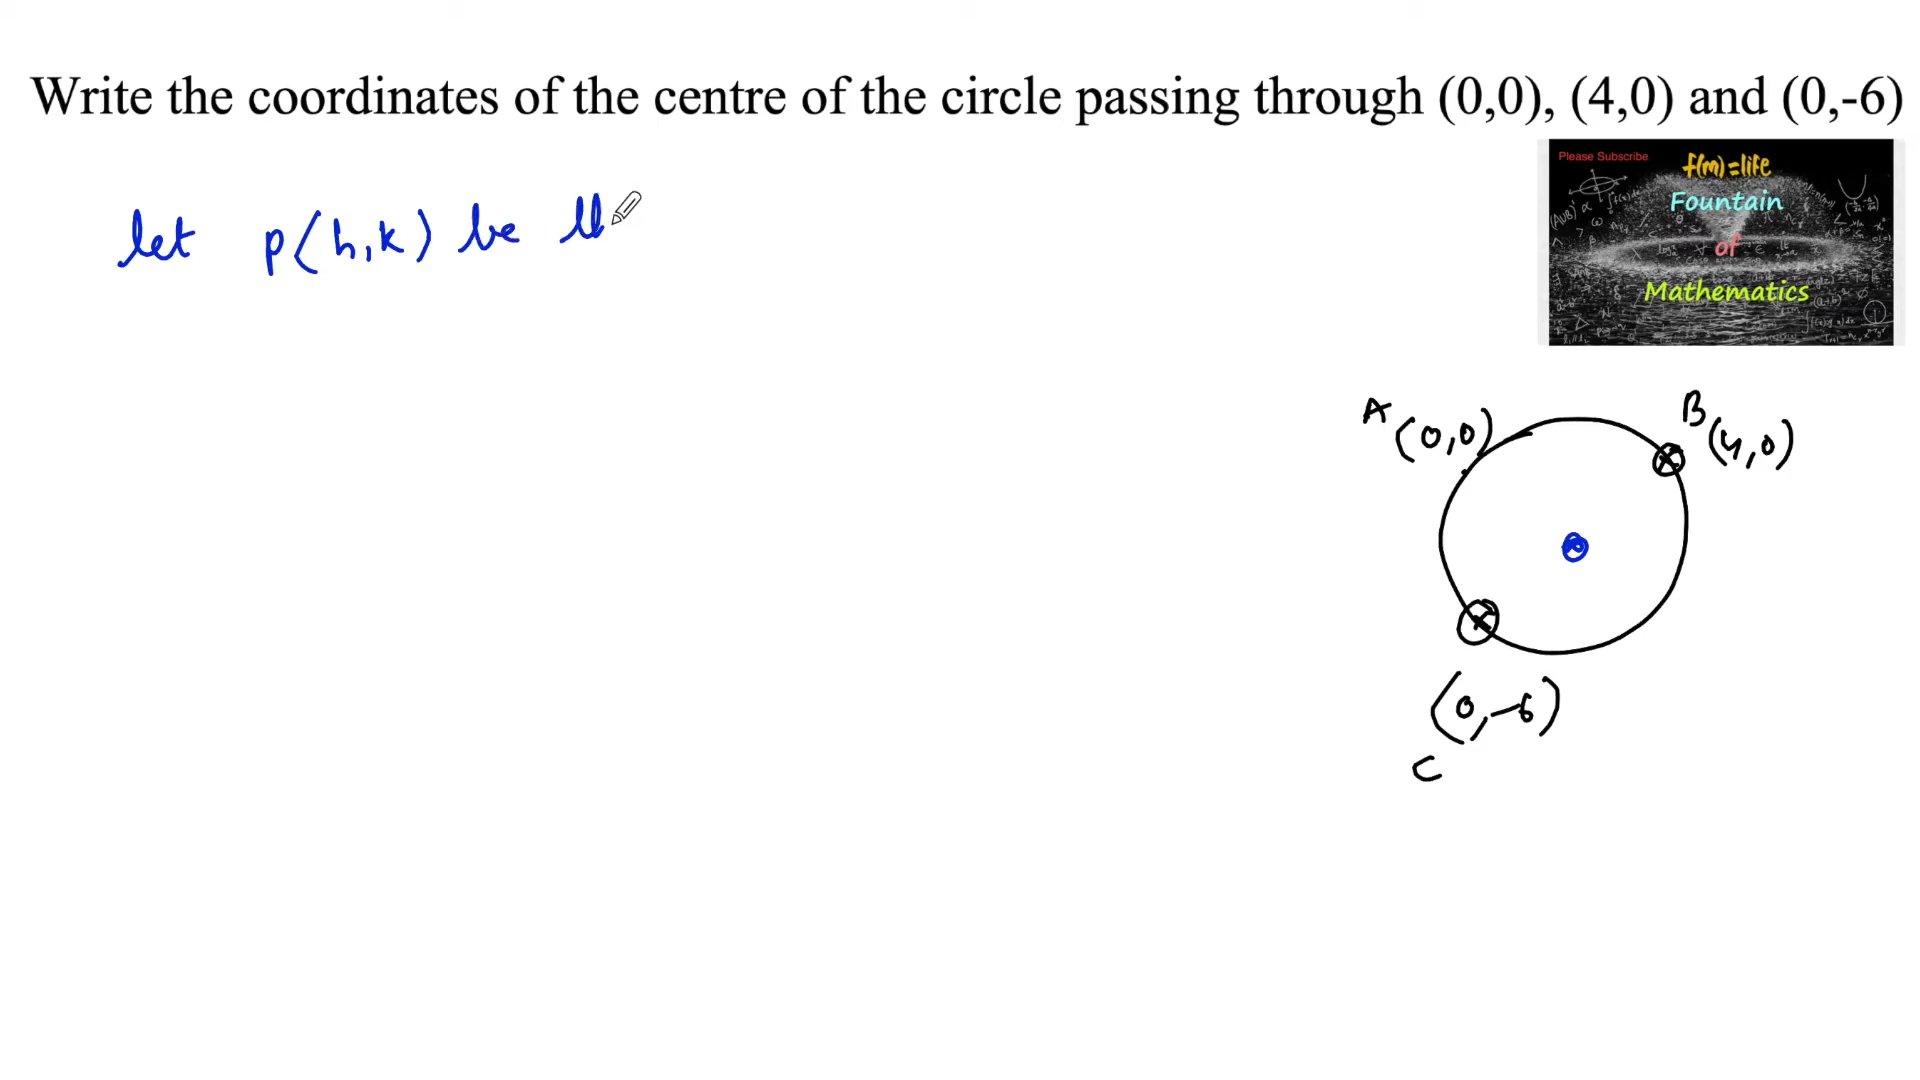 Write the coordinates of the centre of the circle passing through (0,0), (4,0) and (0,-6)
Please Subscribe
f(m)=life
Fountain
of
Mathematics
let P(h,k) be
A (0,0)
B (4,0)
(0,-6)
C